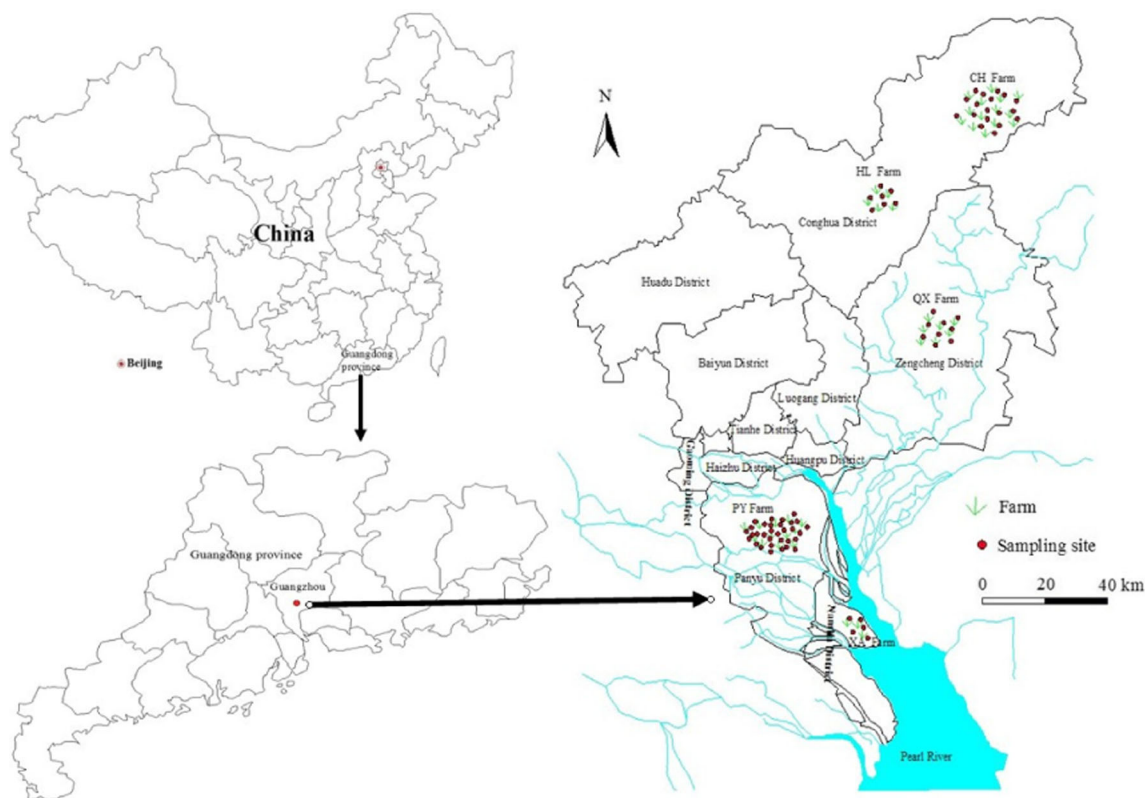 China
Beijing
Guangdong
province
Guangdong province
Guangzhou
N
CH Farm
HL Farm
Conghua District
Huadu District
QX Farm
Zengcheng District
Baiyun District
Luogang District
Tianhe District
Huangpu District
Haizhu District
District
PY Farm
Panyu District
XA Farm
District
Pearl River
Farm
Sampling site
0 20 40 km